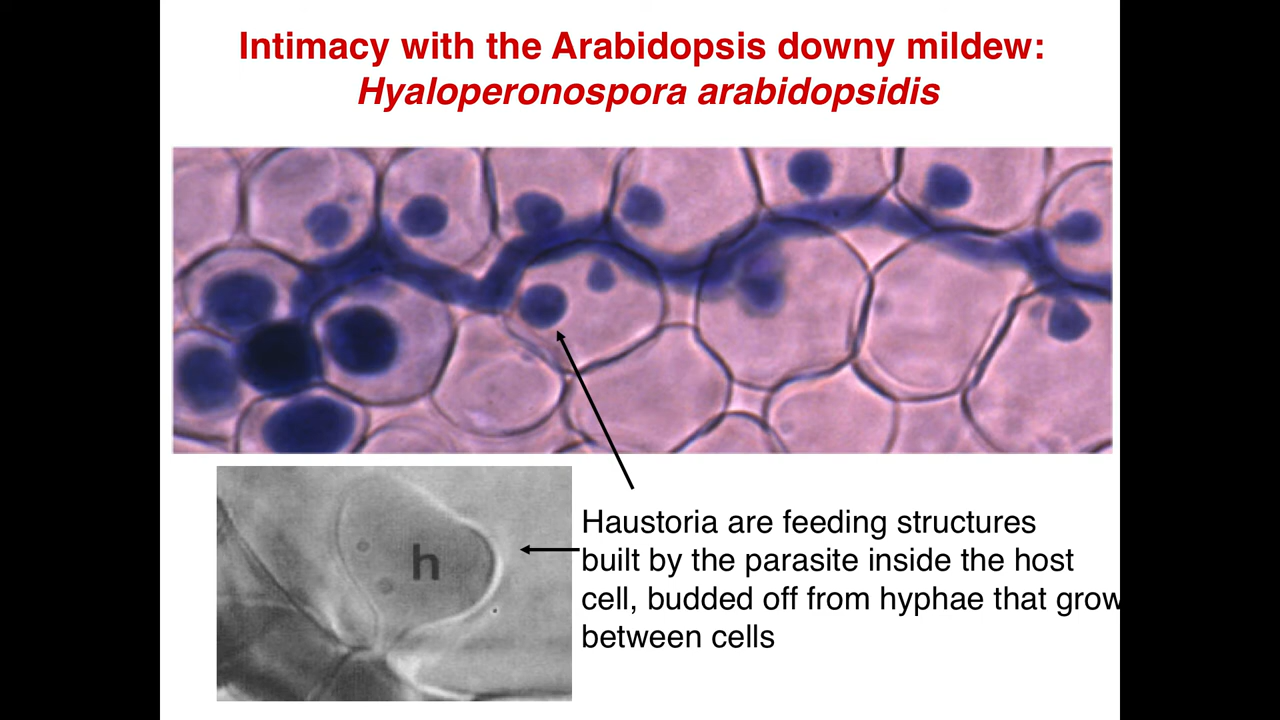 Intimacy with the Arabidopsis downy mildew:
Hyaloperonospora arabidopsidis
h
Haustoria are feeding structures
built by the parasite inside the host
cell, budded off from hyphae that grow
between cells